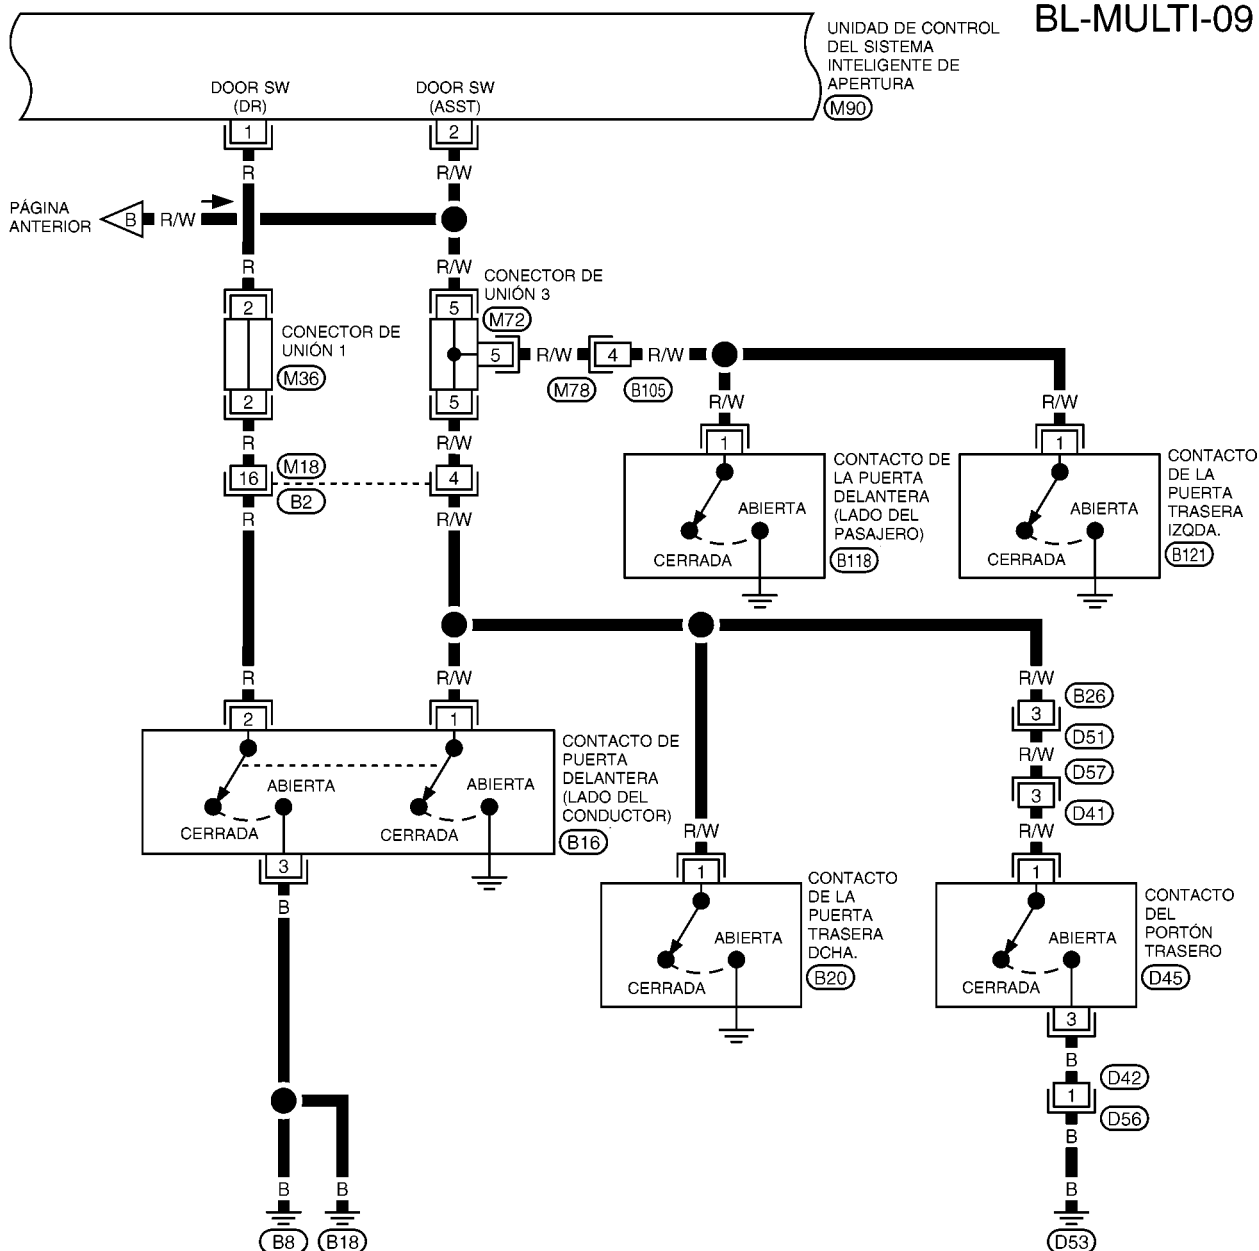 BL-MULTI-09
UNIDAD DE CONTROL
DEL SISTEMA
INTELIGENTE DE
APERTURA
M90
DOOR SW
(DR)
DOOR SW
(ASST)
1
2
R
R/W
PÁGINA
ANTERIOR
B
R/W
R
R/W
2
5
CONECTOR DE
UNIÓN 3
M72
CONECTOR DE
UNIÓN 1
M36
5
R/W
4
R/W
M78
B105
2
5
R/W
R/W
R
R/W
1
1
16
M18
B2
4
R
R/W
CONTACTO DE
LA PUERTA
DELANTERA
(LADO DEL
PASAJERO)
B118
ABIERTA
CERRADA
CONTACTO
DE LA
PUERTA
TRASERA
IZQDA.
B121
ABIERTA
CERRADA
R
R/W
R/W
B26
3
D51
2
1
R/W
D57
3
D41
CONTACTO DE
PUERTA
DELANTERA
(LADO DEL
CONDUCTOR)
B16
ABIERTA
CERRADA
ABIERTA
CERRADA
R/W
R/W
3
1
1
B
CONTACTO
DE LA
PUERTA
TRASERA
DCHA.
B20
ABIERTA
CERRADA
CONTACTO
DEL
PORTÓN
TRASERO
D45
ABIERTA
CERRADA
3
B
D42
1
D56
B
B
B
B
B8
B18
D53